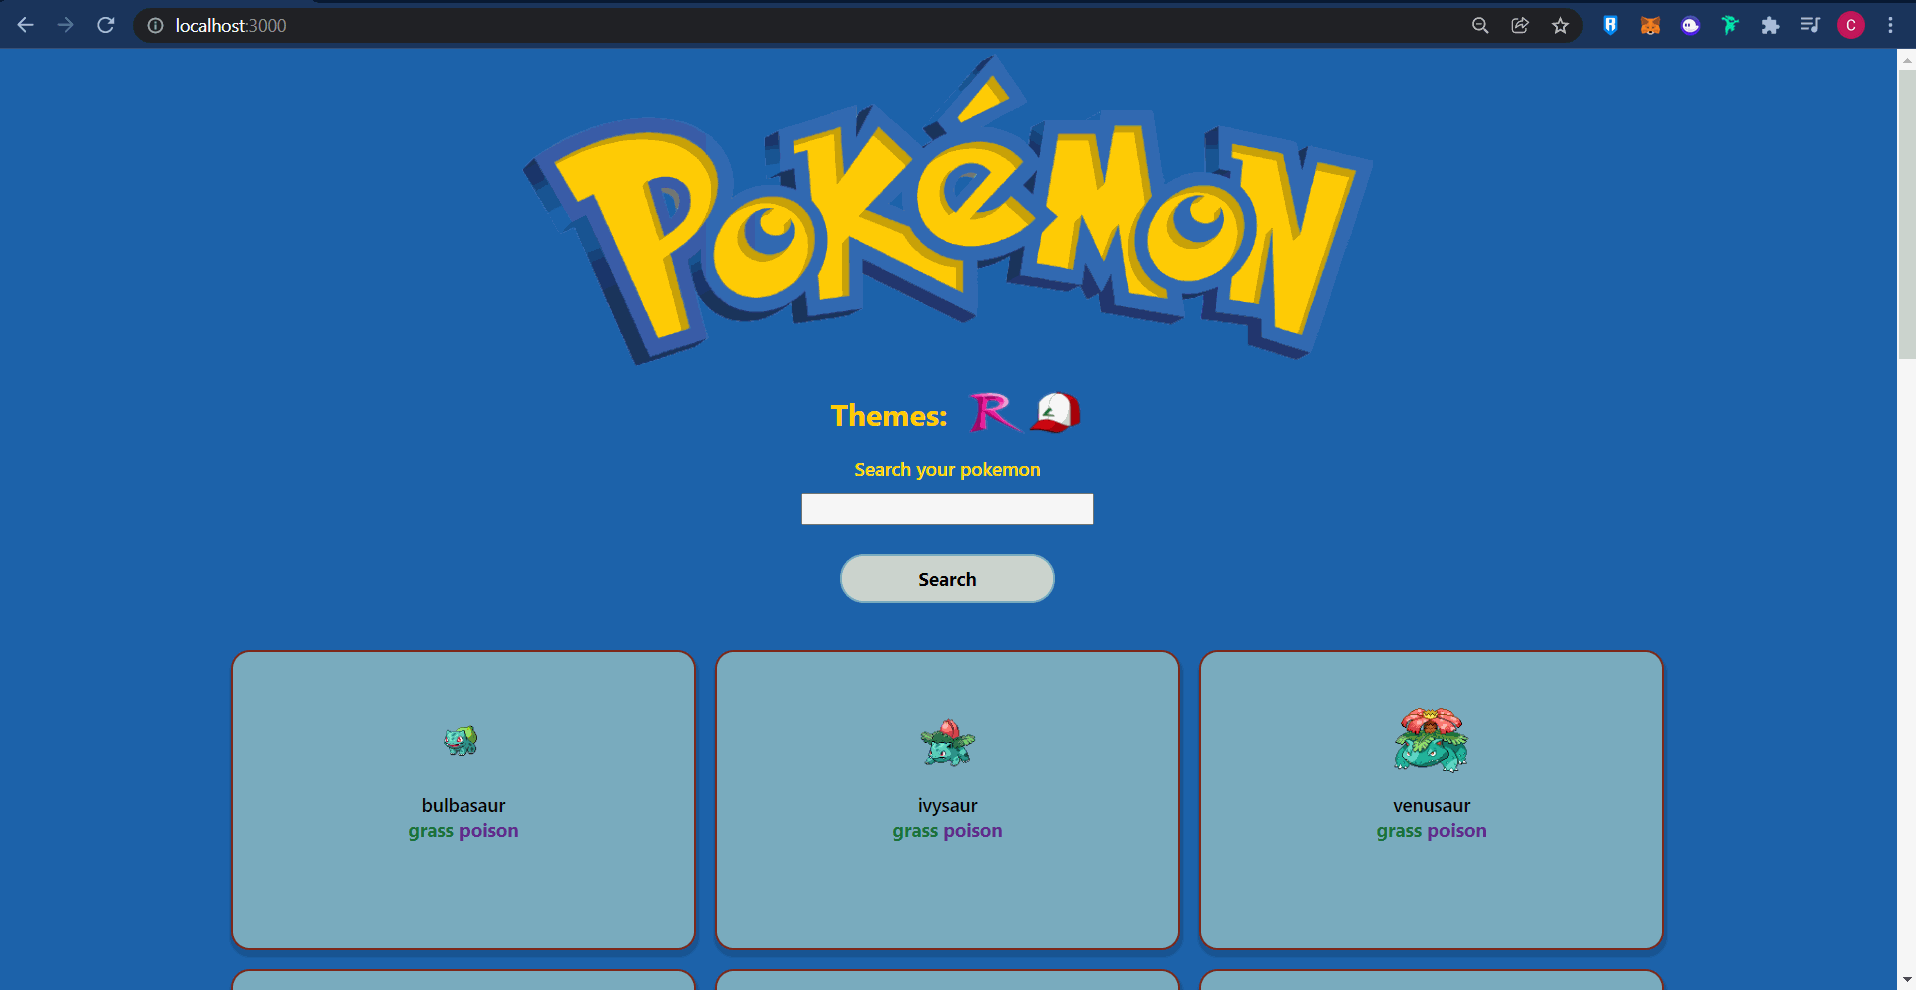 localhost:3000
C
POKéMON
Themes: R
Search your pokemon
Search
bulbasaur
grass poison
ivysaur
grass poison
venusaur
grass poison